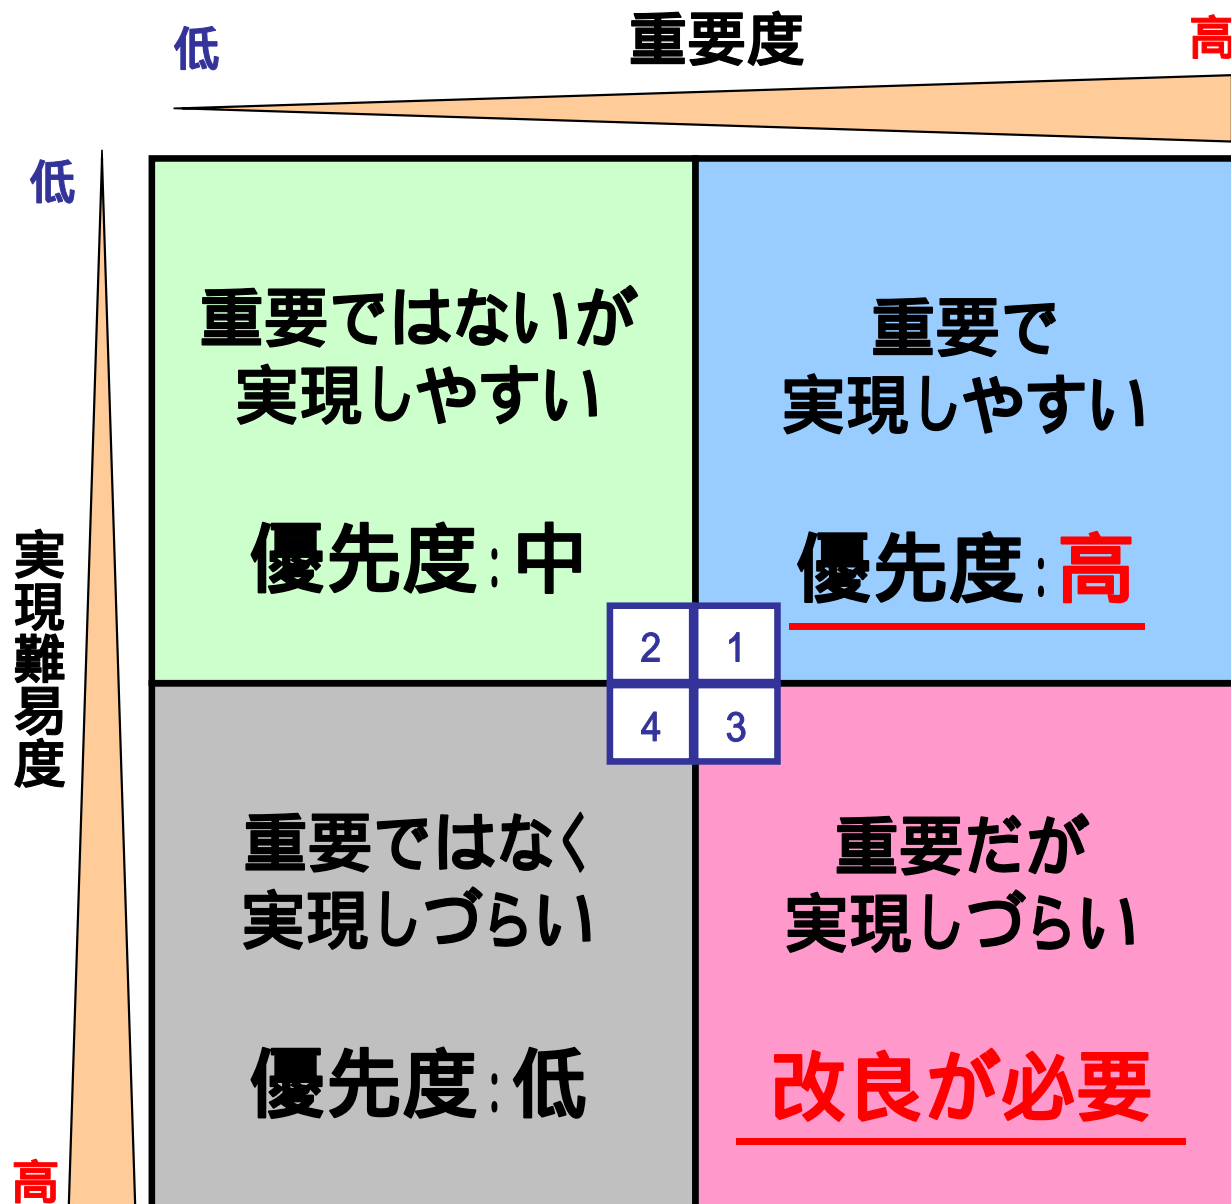 低
重要度
高
低
実現難易度
高
重要ではないが
実現しやすい
優先度:中
重要で
実現しやすい
優先度:高
2
1
4
3
重要ではなく
実現しづらい
優先度:低
重要だが
実現しづらい
改良が必要